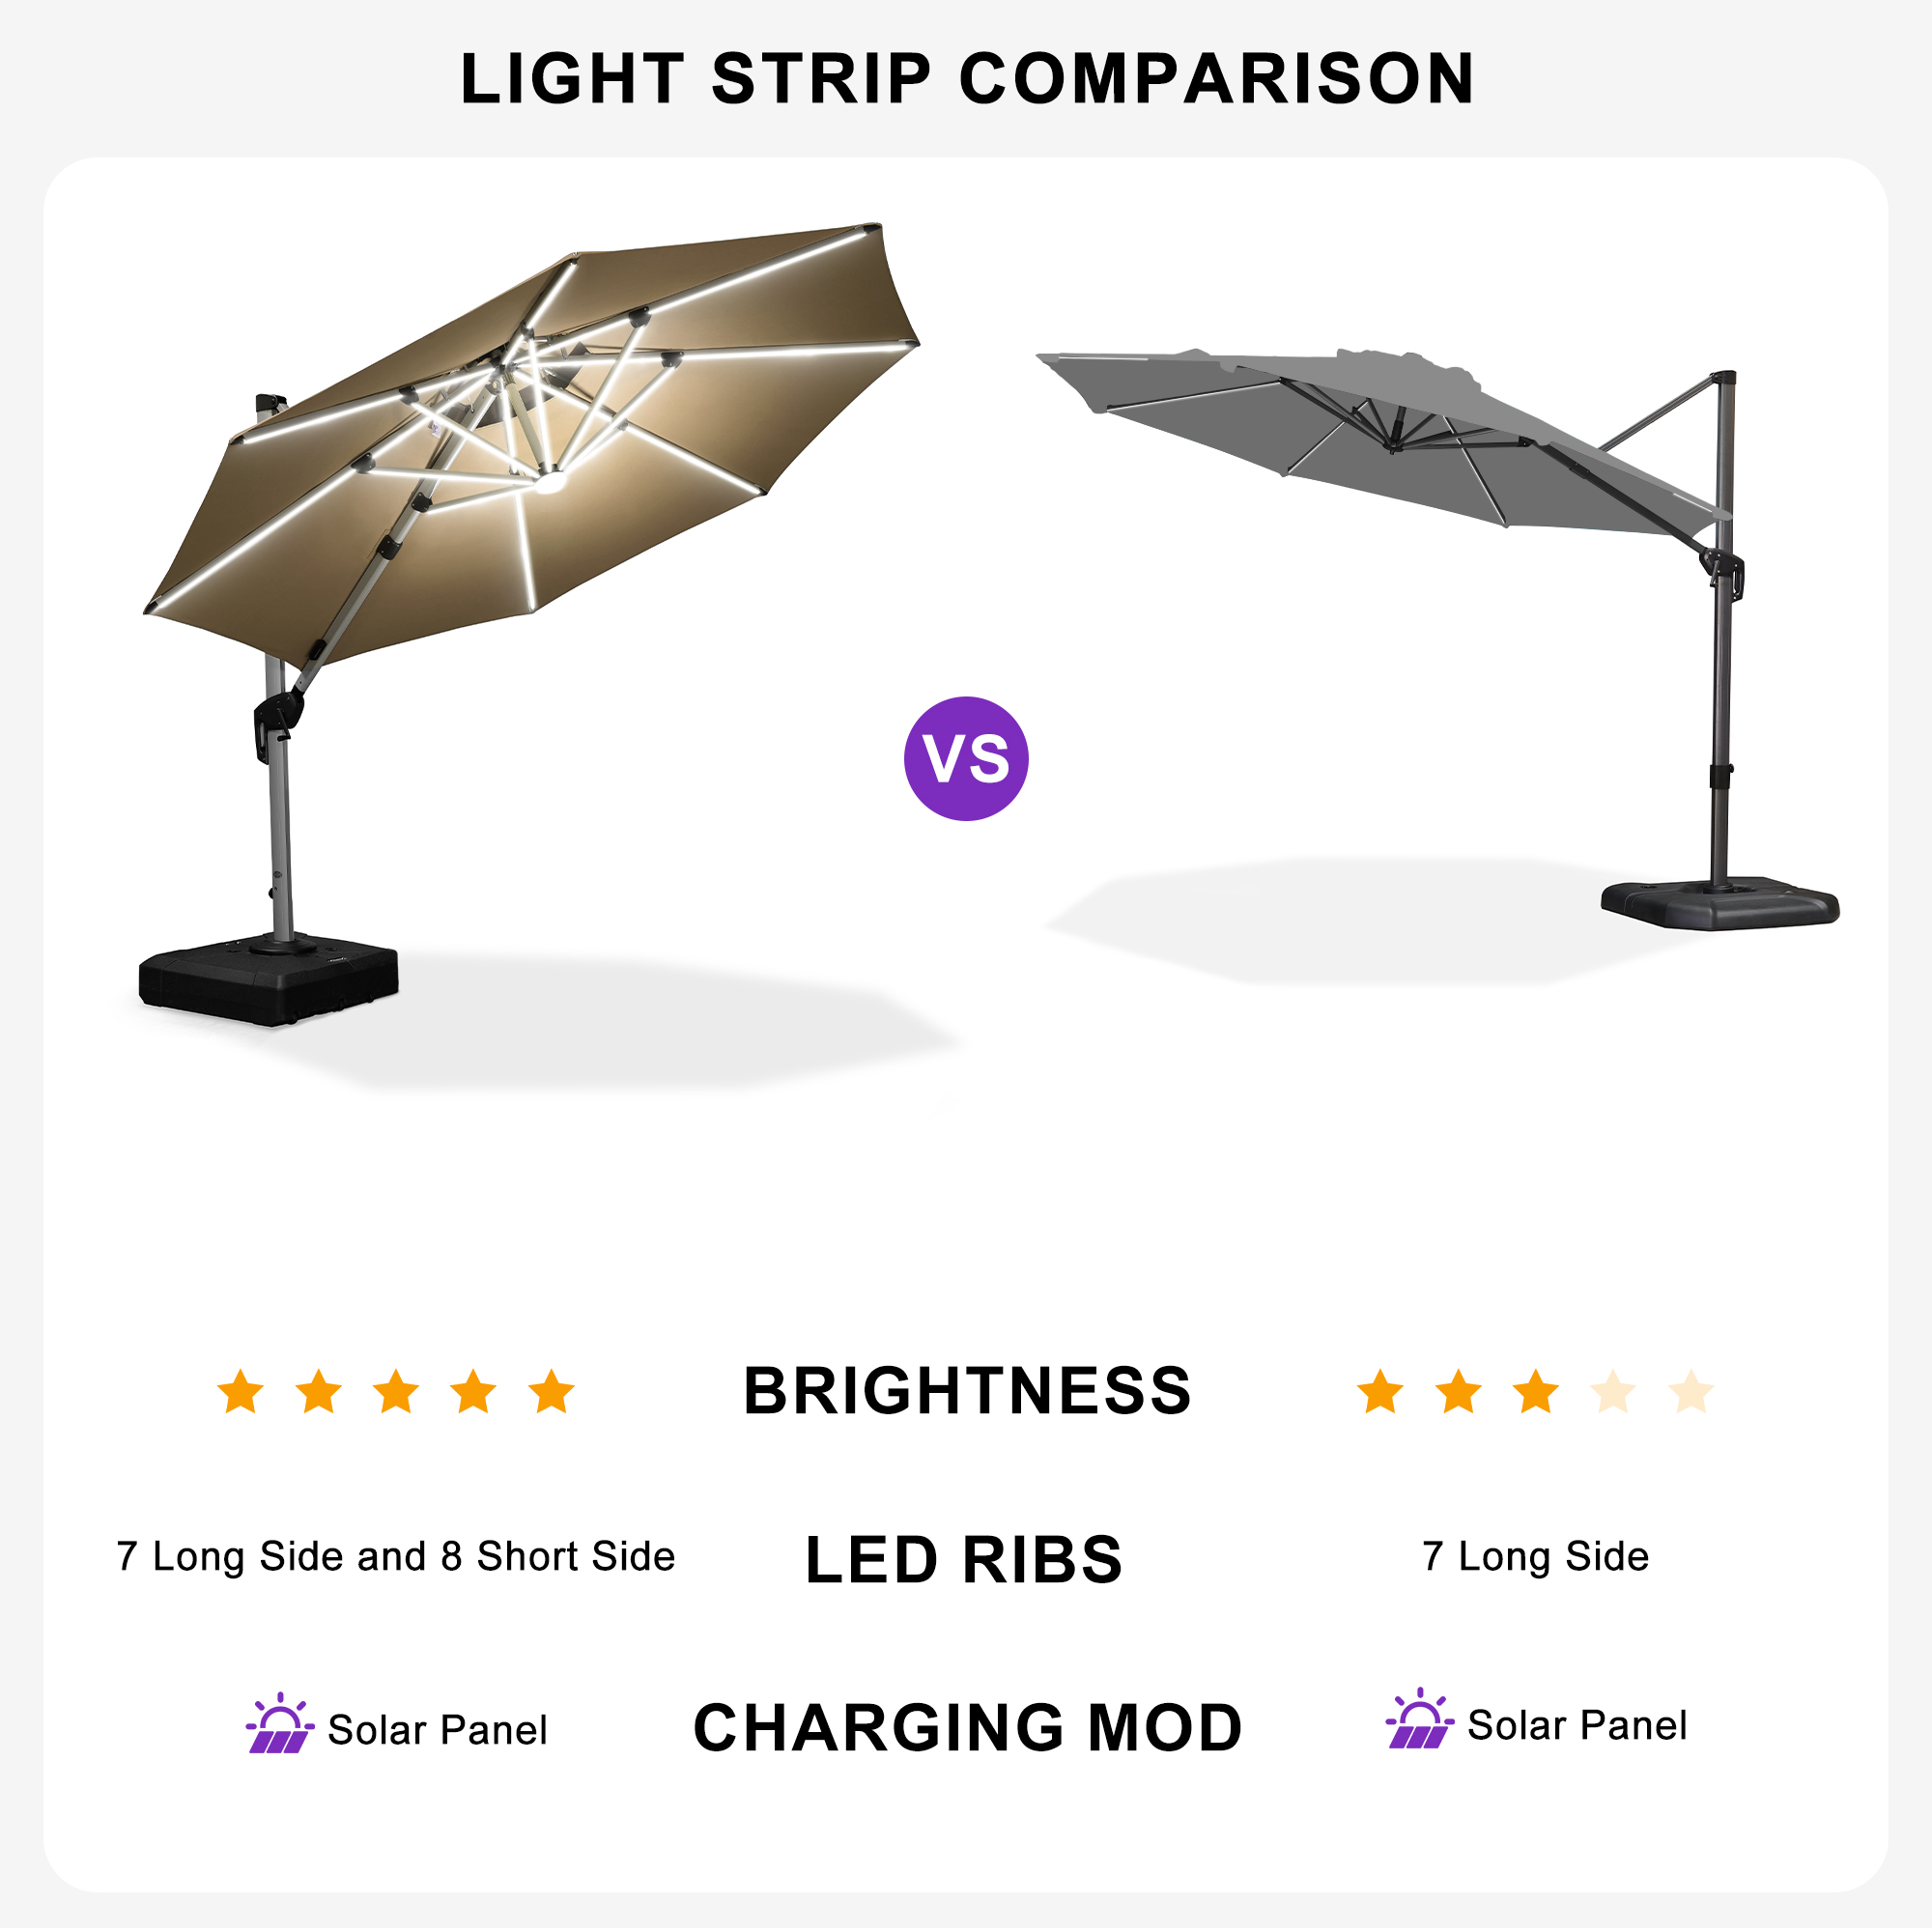 LIGHT STRIP COMPARISON
VS
BRIGHTNESS
7 Long Side and 8 Short Side
LED RIBS
7 Long Side
Solar Panel
CHARGING MOD
Solar Panel